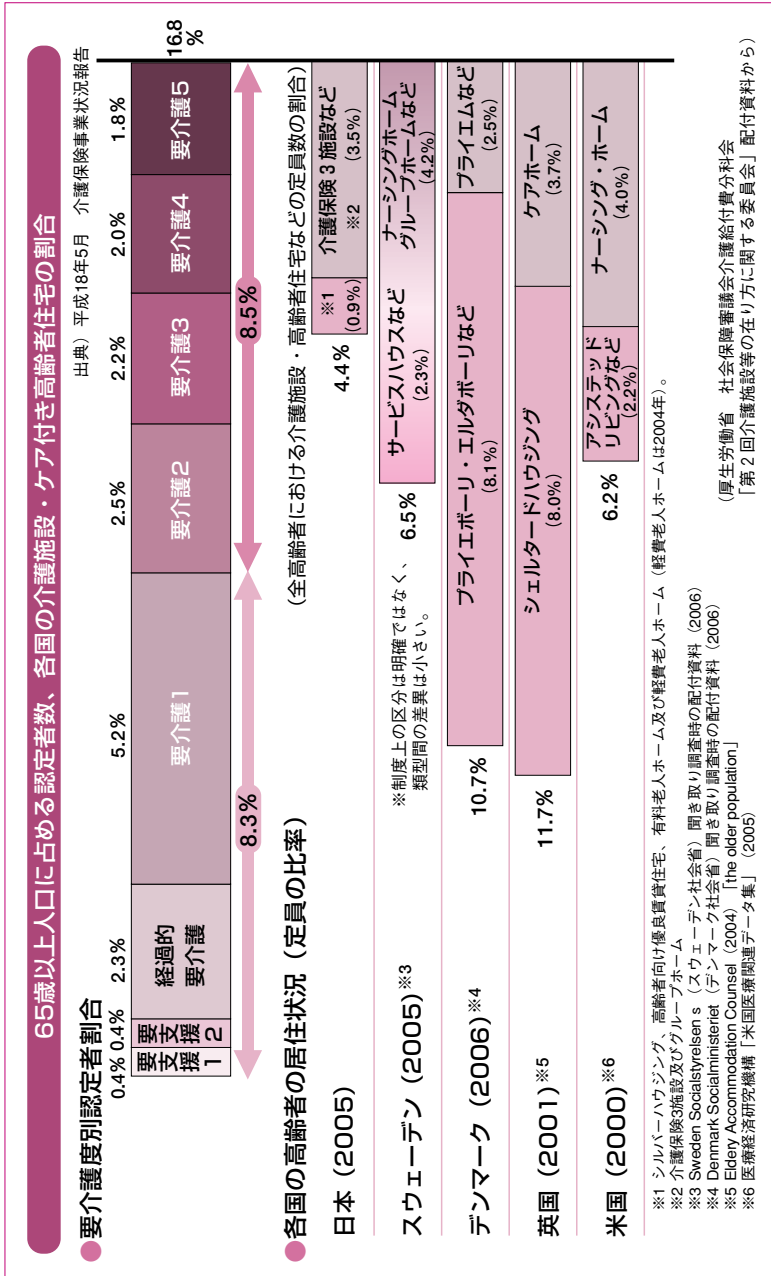 65歳以上人口に占める認定者数、各国の介護施設・ケア付き高齢者住宅の割合
●要介護度別認定者割合
出典）平成18年5月　介護保険事業状況報告
0.4% 0.4% 2.3% 5.2% 2.5% 2.2% 2.0% 1.8%
要支援1
要支援2
経過的
要介護
要介護1
要介護2
要介護3
要介護4
要介護5
16.8
%
8.3%
8.5%
●各国の高齢者の居住状況（定員の比率）
（全高齢者における介護施設・高齢者住宅などの定員数の割合）
日本（2005）
4.4%
※1
(0.9%)
介護保険3施設など
※2　(3.5%)
スウェーデン（2005）※3
※制度上の区分は明確ではなく、
類型間の差異は小さい。
6.5%
サービスハウスなど
(2.3%)
ナーシングホーム
グループホームなど
(4.2%)
デンマーク（2006）※4
10.7%
プライエボーリ・エルダボーリなど
(8.1%)
プライエムなど
(2.5%)
英国（2001）※5
11.7%
シェルタードハウジング
(8.0%)
ケアホーム
(3.7%)
米国（2000）※6
6.2%
アシステッド
リビングなど
(2.2%)
ナーシング・ホーム
(4.0%)
※1 シルバーハウジング、高齢者向け優良賃貸住宅、有料老人ホーム及び軽費老人ホーム（軽費老人ホームは2004年）。
※2 介護保険3施設及びグループホーム
※3 Sweden Socialstyrelsen s（スウェーデン社会省）聞き取り調査時の配付資料（2006）
※4 Denmark Socialministeriet（デンマーク社会省）聞き取り調査時の配付資料（2006）
※5 Eldery Accommodation Counsel（2004）「the older population」
※6 医療経済研究機構「米国医療関連データ集」（2005）
（厚生労働省　社会保障審議会介護給付費分科会
「第２回介護施設等の在り方に関する委員会」配付資料から）